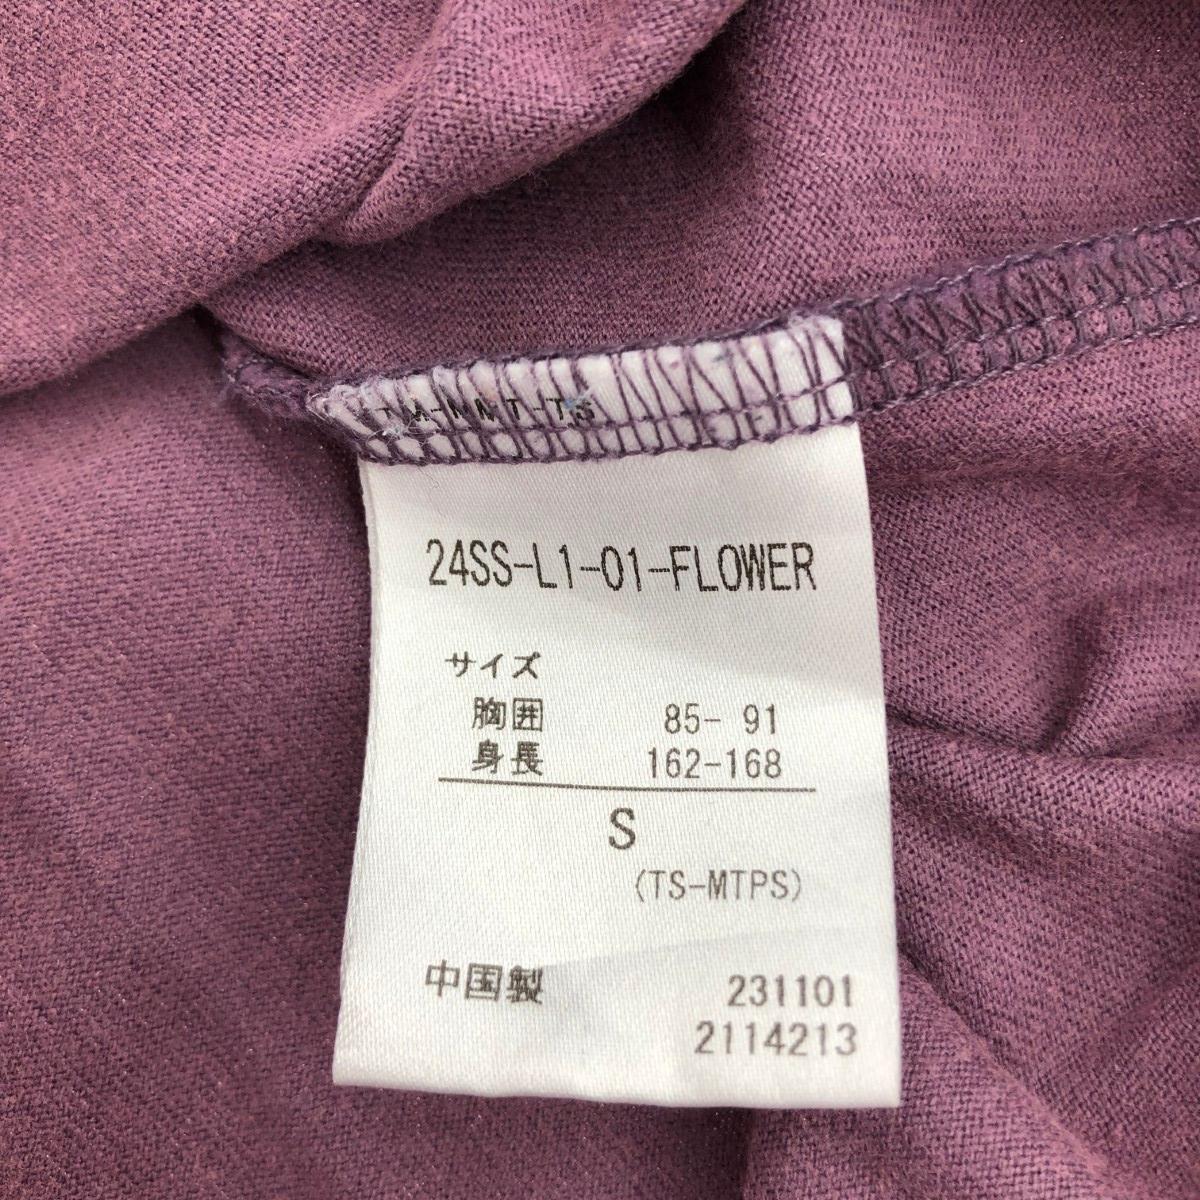 24SS-L1-01-FLOWER
サイズ
胸囲 85- 91
身長 162-168
S
(TS-MTPS)
中国製 231101
2114213